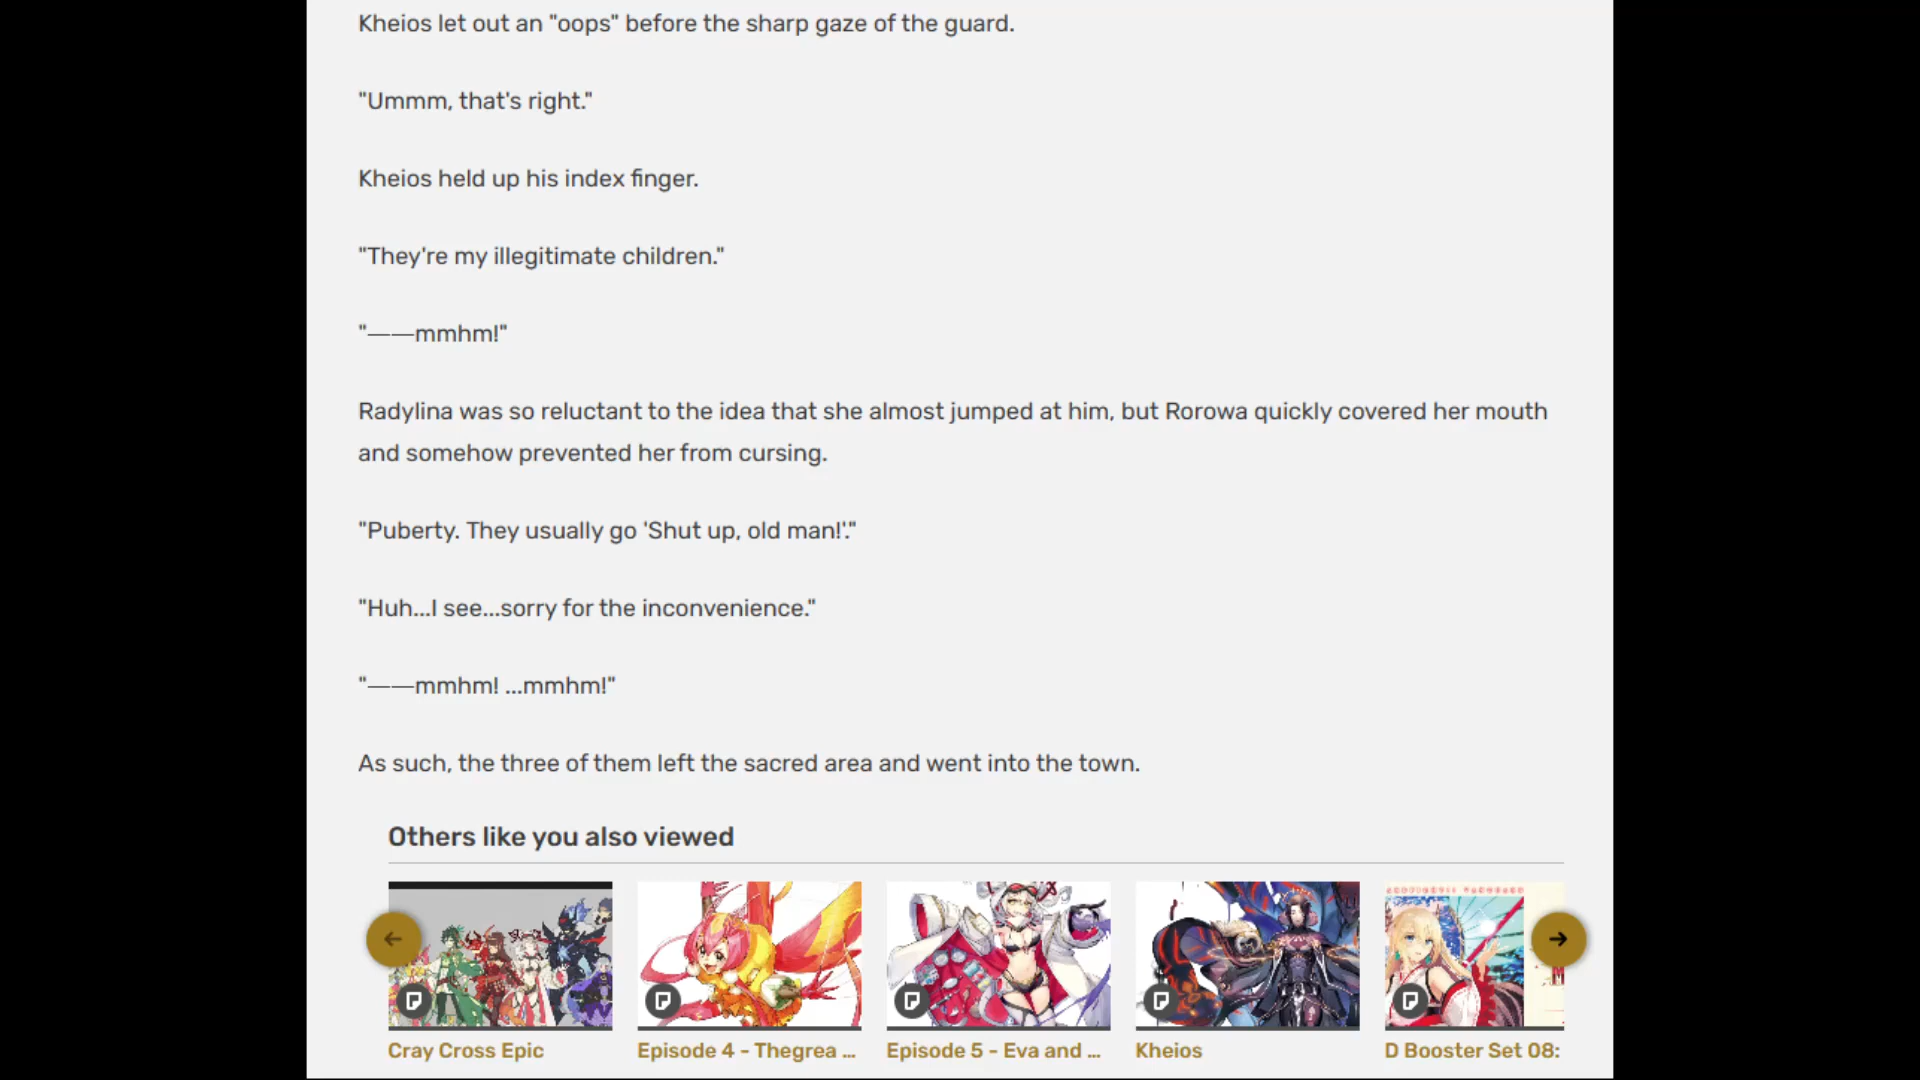 Kheios let out an "oops" before the sharp gaze of the guard.
"Ummm, that's right."
Kheios held up his index finger.
"They're my illegitimate children."
"——mmhm!"
Radylina was so reluctant to the idea that she almost jumped at him, but Rorowa quickly covered her mouth
and somehow prevented her from cursing.
"Puberty. They usually go 'Shut up, old man!'."
"Huh...I see...sorry for the inconvenience."
"——mmhm! ...mmhm!"
As such, the three of them left the sacred area and went into the town.
Others like you also viewed
Cray Cross Epic
Episode 4 - Thegrea ...
Episode 5 - Eva and ...
Kheios
D Booster Set 08: